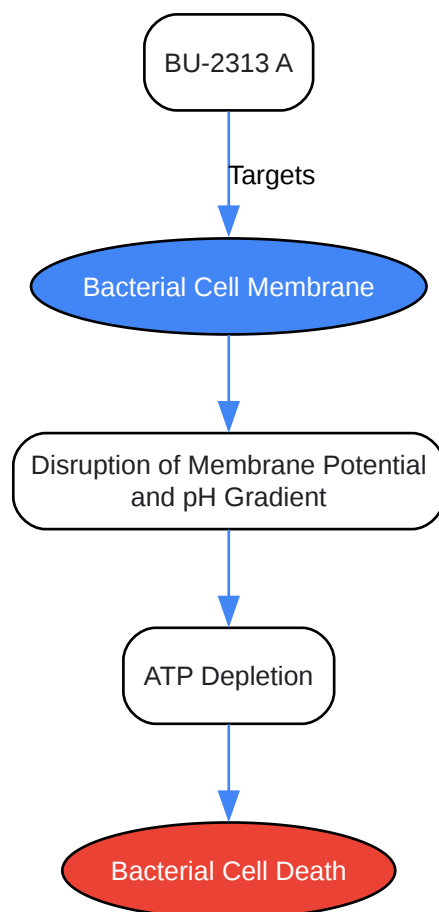 BU-2313 A
Targets
Bacterial Cell Membrane
Disruption of Membrane Potential
and pH Gradient
ATP Depletion
Bacterial Cell Death